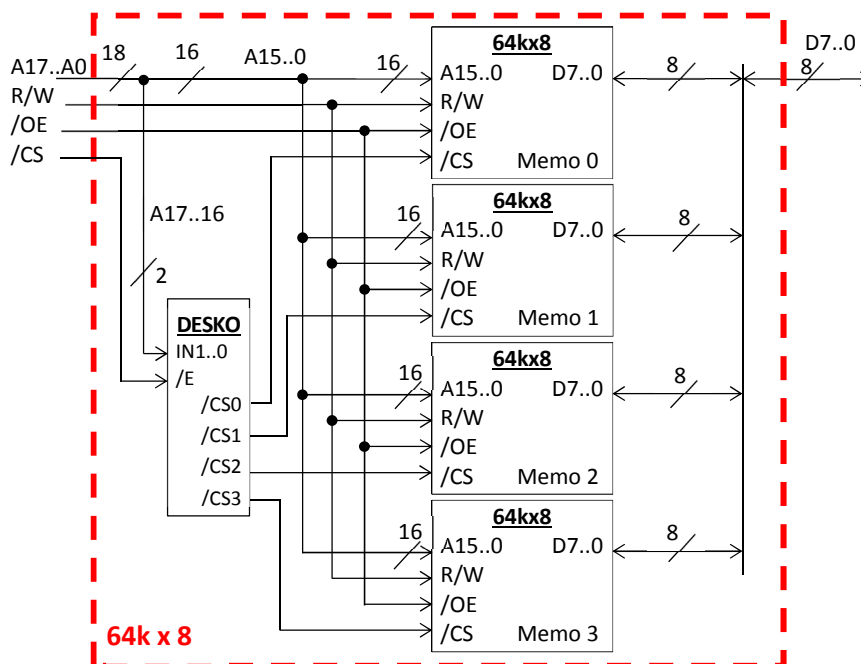 18
16
A15..0
A17..A0
R/W
/OE
/CS
A17..16
2
DESKO
IN1..0
/E
/CS0
/CS1
/CS2
/CS3
64kx8
16
A15..0 D7..0
R/W
/OE
/CS Memo 0
8
D7..0
8
64kx8
16
A15..0 D7..0
R/W
/OE
/CS Memo 1
8
64kx8
16
A15..0 D7..0
R/W
/OE
/CS Memo 2
8
64kx8
16
A15..0 D7..0
R/W
/OE
/CS Memo 3
8
64k x 8